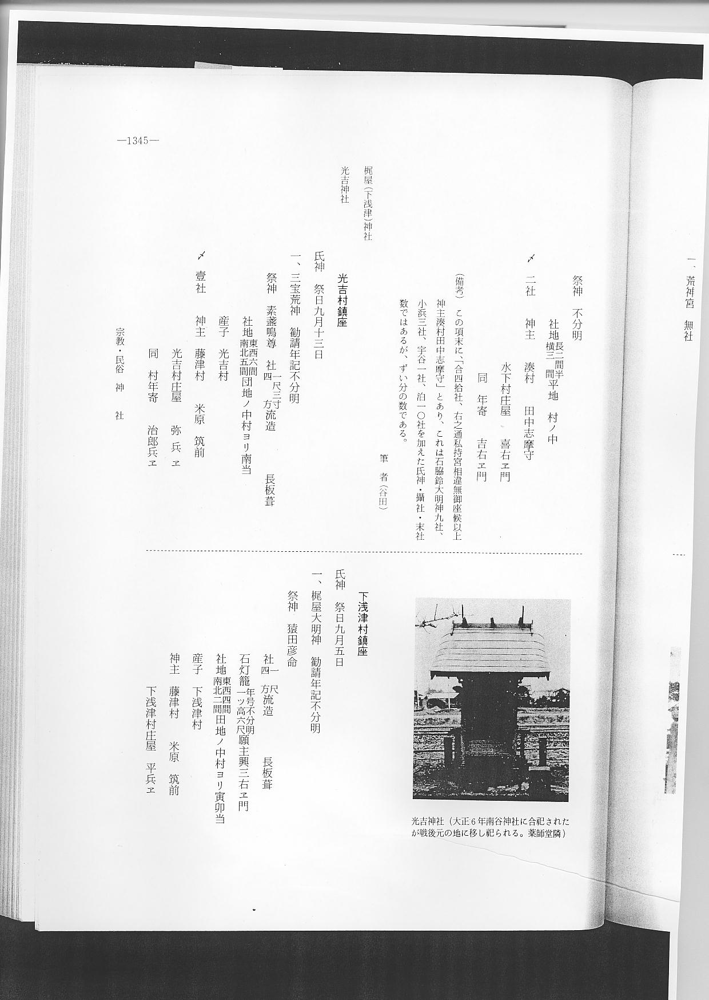 一、荒神宮 無社
祭神 不分明
社地 長二間半 横三間 平地 村ノ中
〆 二社 神主 湊村 田中志摩守
水下村庄屋 喜右ヱ門
同 年寄 吉右ヱ門
(備考) この項末に、「合四拾社、右之通私持宮相違無御座候以上
神主湊村田中志摩守」とあり、これは石脇鈴大明神九社、
小浜三社、宇谷一社、泊一〇社を加えた氏神・攝社・末社
数ではあるが、ずい分の数である。
筆者(谷田)
梶屋(下浅津)神社
光吉神社
光吉村鎮座
氏神 祭日九月十三日
一、三宝荒神 勧請年記不分明
祭神 素盞鳴尊 社 一尺三寸 四方 流造 長板葺
社地 東西六間 南北五間 団地ノ中村ヨリ南当
産子 光吉村
〆 壹社 神主 藤津村 米原 筑前
光吉村庄屋 弥兵ヱ
同 村年寄 治郎兵ヱ
光吉神社(大正6年南谷神社に合祀された
が戦後元の地に移し祀られる。薬師堂隣)
下浅津村鎮座
氏神 祭日九月五日
一、梶屋大明神 勧請年記不分明
祭神 猿田彦命
社 一尺 四方 流造 長板葺
石灯籠 年号不分明 一ツ高六尺 願主興三右ヱ門
社地 東西四間 南北二間 田地ノ中村ヨリ寅卯当
産子 下浅津村
神主 藤津村 米原 筑前
下浅津村庄屋 平兵ヱ
宗教・民俗 神社
—1345—